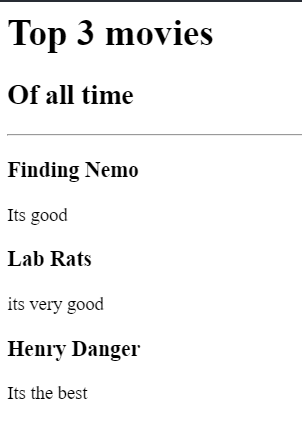 Top 3 movies
Of all time
Finding Nemo
Its good
Lab Rats
its very good
Henry Danger
Its the best